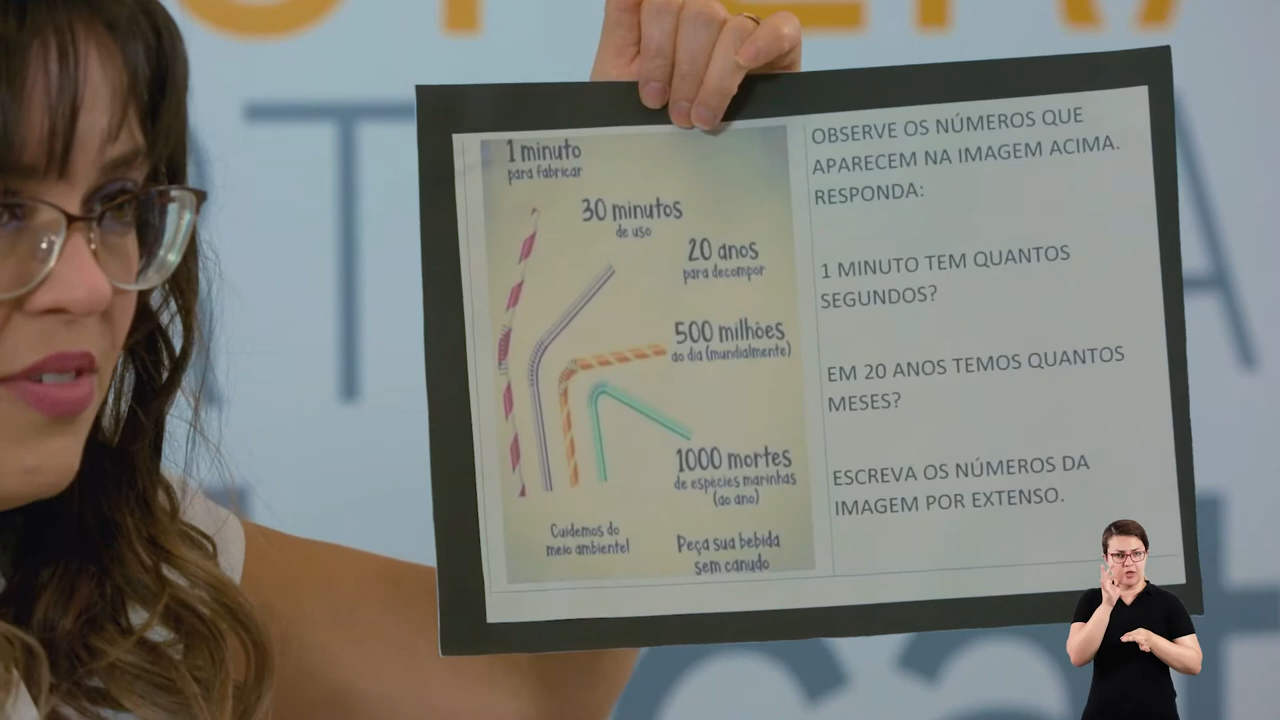 1 minuto
para fabricar
30 minutos
de uso
20 anos
para decompor
500 milhões
ao dia (mundialmente)
1000 mortes
de espécies marinhas
(ao ano)
Cuidemos do
meio ambiente!
Peça sua bebida
sem canudo
OBSERVE OS NÚMEROS QUE
APARECEM NA IMAGEM ACIMA.
RESPONDA:
1 MINUTO TEM QUANTOS
SEGUNDOS?
EM 20 ANOS TEMOS QUANTOS
MESES?
ESCREVA OS NÚMEROS DA
IMAGEM POR EXTENSO.